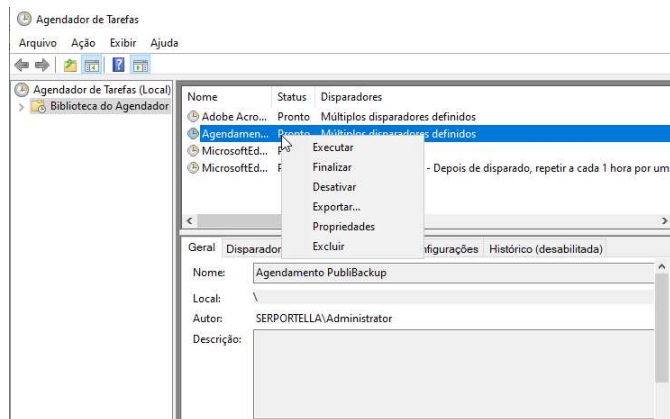 Agendador de Tarefas
Arquivo Ação Exibir Ajuda
Agendador de Tarefas (Local)
Biblioteca do Agendador
Nome Status Disparadores
Adobe Acro... Pronto Múltiplos disparadores definidos
Agendamen... Pronto Múltiplos disparadores definidos
MicrosoftEd...
MicrosoftEd... - Depois de disparado, repetir a cada 1 hora por um
Executar
Finalizar
Desativar
Exportar...
Propriedades
Excluir
Geral Disparador nfigurações Histórico (desabilitada)
Nome: Agendamento PubliBackup
Local: \
Autor: SERPORTELLA\Administrator
Descrição: